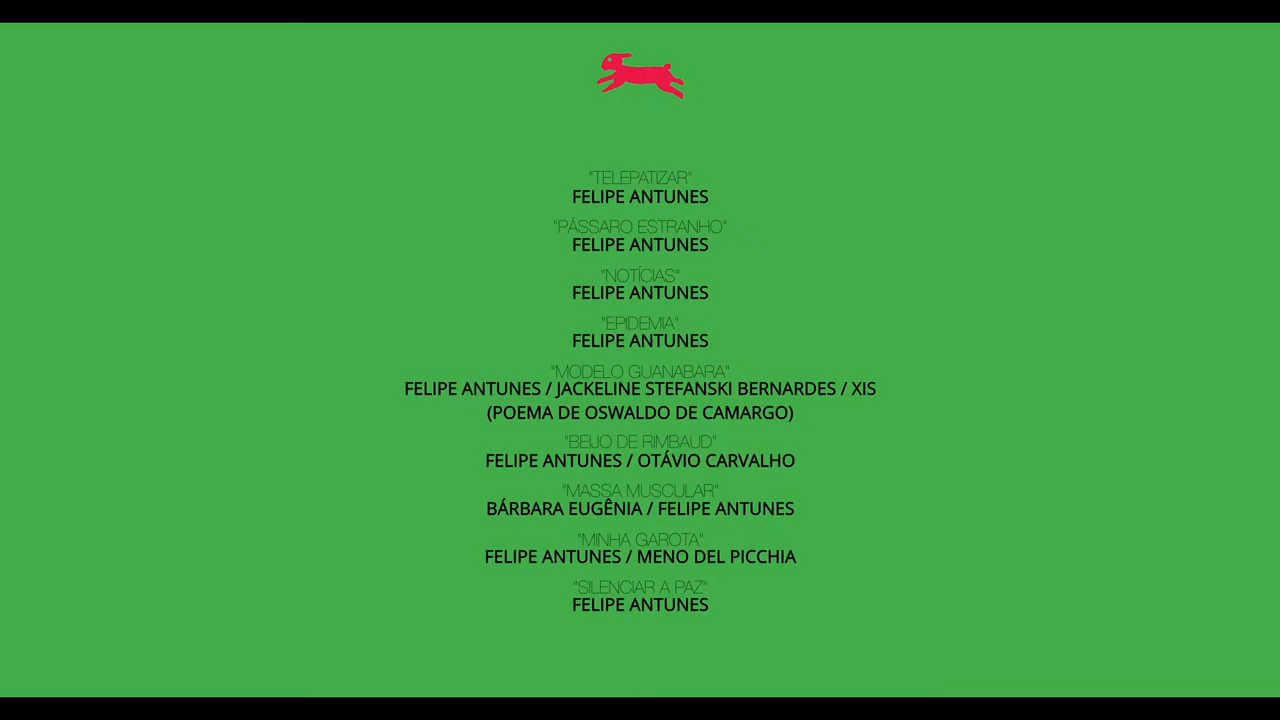 "TELEPATIZAR"
FELIPE ANTUNES
"PÁSSARO ESTRANHO"
FELIPE ANTUNES
"NOTÍCIAS"
FELIPE ANTUNES
"EPIDEMIA"
FELIPE ANTUNES
"MODELO GUANABARA"
FELIPE ANTUNES / JACKELINE STEFANSKI BERNARDES / XIS
(POEMA DE OSWALDO DE CAMARGO)
"BEIJO DE RIMBAUD"
FELIPE ANTUNES / OTÁVIO CARVALHO
"MASSA MUSCULAR"
BÁRBARA EUGÊNIA / FELIPE ANTUNES
"MINHA GAROTA"
FELIPE ANTUNES / MENO DEL PICCHIA
"SILENCIAR A PAZ"
FELIPE ANTUNES